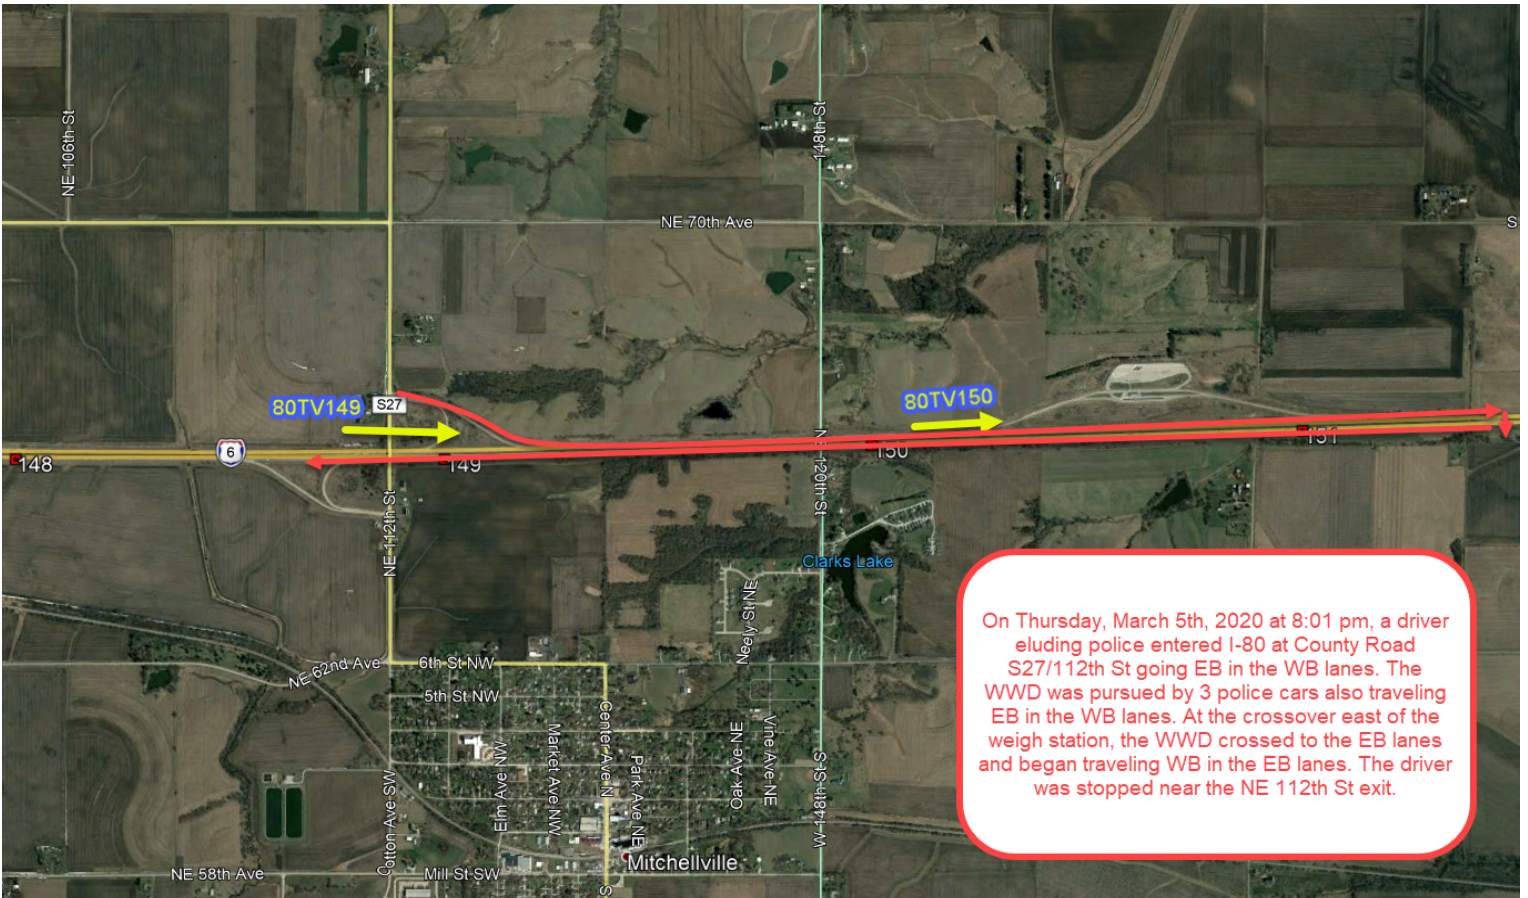 NE 106th St
148th St
NE 70th Ave
S
80TV149
S27
80TV150
6
148
149
150
151
NE 120th St
NE 112th St
Clarks Lake
Neely St NE
On Thursday, March 5th, 2020 at 8:01 pm, a driver
eluding police entered I-80 at County Road
S27/112th St going EB in the WB lanes. The
WWD was pursued by 3 police cars also traveling
EB in the WB lanes. At the crossover east of the
weigh station, the WWD crossed to the EB lanes
and began traveling WB in the EB lanes. The driver
was stopped near the NE 112th St exit.
NE 62nd Ave
6th St NW
5th St NW
Center Ave N
Market Ave NW
Elm Ave NW
Park Ave NE
Oak Ave NE
Vine Ave NE
W 148th St S
Cotton Ave SW
Mitchellville
NE 58th Ave
Mill St SW
S